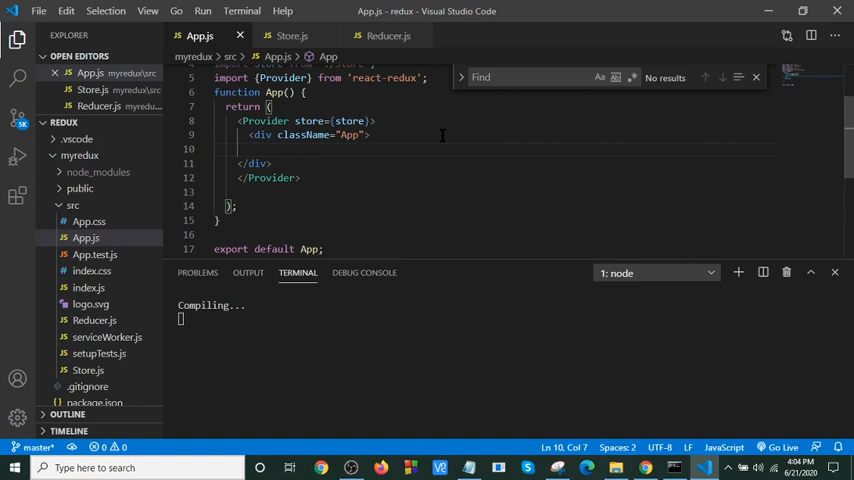 File Edit Selection View Go Run Terminal Help App.js - redux - Visual Studio Code
EXPLORER
OPEN EDITORS
App.js myredux\src
Store.js myredux\src
Reducer.js myredu...
REDUX
.vscode
myredux
node_modules
public
src
App.css
App.js
App.test.js
index.css
index.js
logo.svg
Reducer.js
serviceWorker.js
setupTests.js
Store.js
.gitignore
package.json
OUTLINE
TIMELINE
App.js Store.js Reducer.js
myredux > src > App.js > App
Find Aa Ab| .* No results
5 import {Provider} from 'react-redux';
6 function App() {
7 return (
8 <Provider store={store}>
9 <div className="App">
10
11 </div>
12 </Provider>
13
14 );
15 }
16
17 export default App;
PROBLEMS OUTPUT TERMINAL DEBUG CONSOLE 1: node
Compiling...
master* 0 0 Ln 10, Col 7 Spaces: 2 UTF-8 LF JavaScript Go Live
Type here to search
4:04 PM
6/21/2020